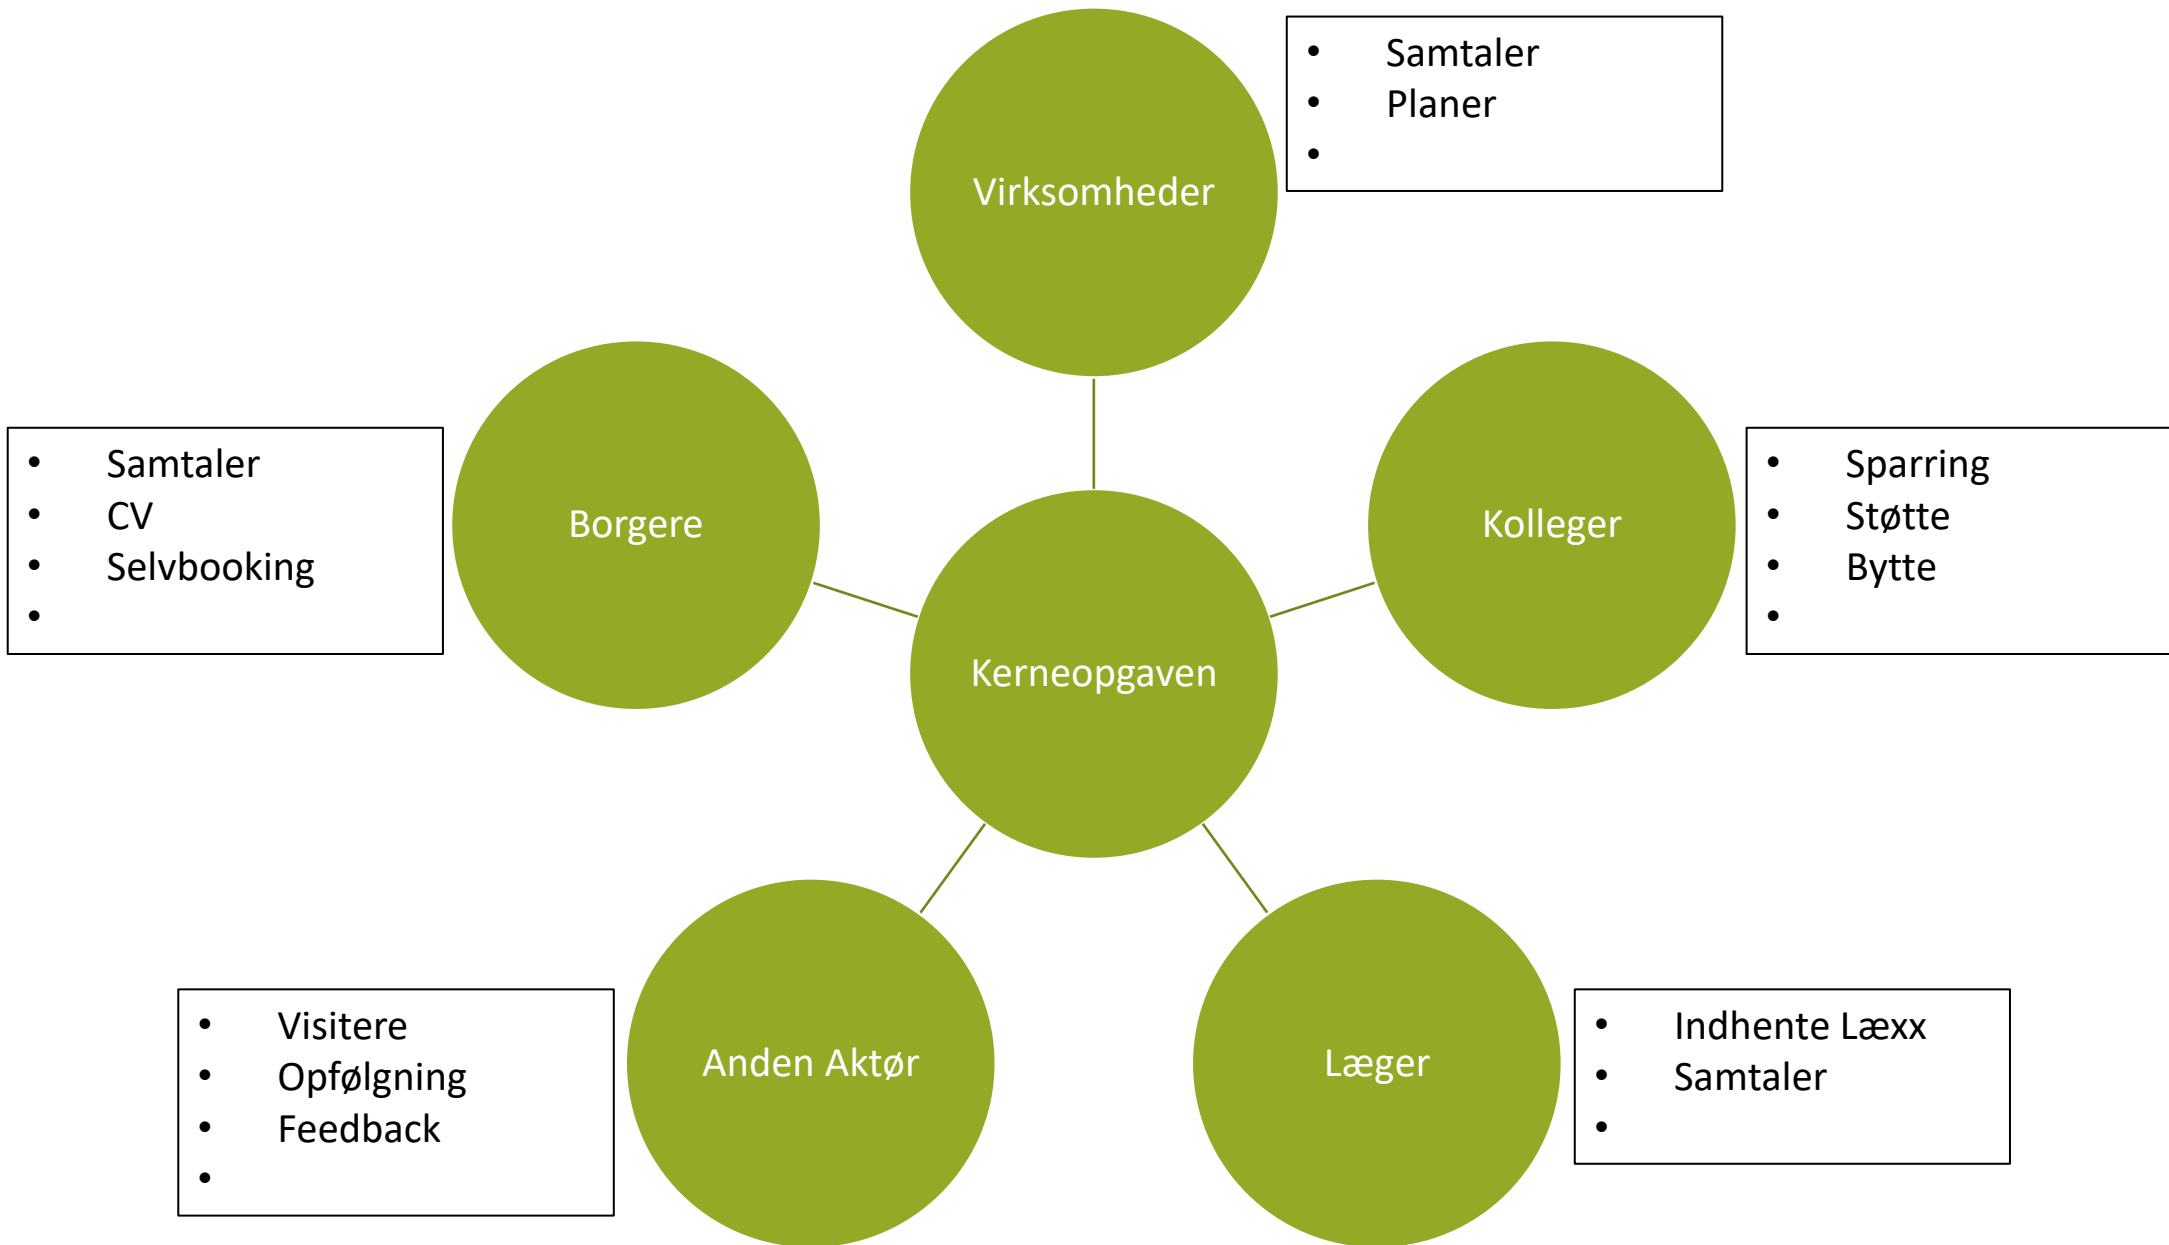 Virksomheder
• Samtaler
• Planer
•
Borgere
• Samtaler
• CV
• Selvbooking
•
Kolleger
• Sparring
• Støtte
• Bytte
•
Kerneopgaven
Anden Aktør
• Visitere
• Opfølgning
• Feedback
•
Læger
• Indhente Læxx
• Samtaler
•